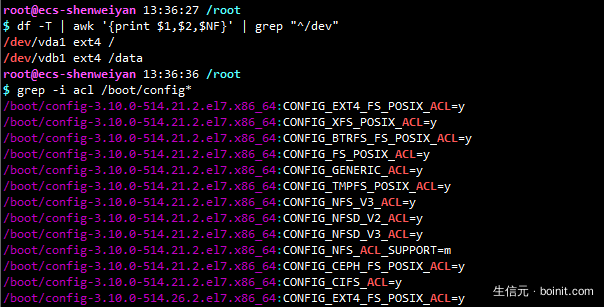 root@ecs-shenweiyan 13:36:27 /root
$ df -T | awk '{print $1,$2,$NF}' | grep "^/dev"
/dev/vda1 ext4 /
/dev/vdb1 ext4 /data
root@ecs-shenweiyan 13:36:36 /root
$ grep -i acl /boot/config*
/boot/config-3.10.0-514.21.2.el7.x86_64:CONFIG_EXT4_FS_POSIX_ACL=y
/boot/config-3.10.0-514.21.2.el7.x86_64:CONFIG_XFS_POSIX_ACL=y
/boot/config-3.10.0-514.21.2.el7.x86_64:CONFIG_BTRFS_FS_POSIX_ACL=y
/boot/config-3.10.0-514.21.2.el7.x86_64:CONFIG_FS_POSIX_ACL=y
/boot/config-3.10.0-514.21.2.el7.x86_64:CONFIG_GENERIC_ACL=y
/boot/config-3.10.0-514.21.2.el7.x86_64:CONFIG_TMPFS_POSIX_ACL=y
/boot/config-3.10.0-514.21.2.el7.x86_64:CONFIG_NFS_V3_ACL=y
/boot/config-3.10.0-514.21.2.el7.x86_64:CONFIG_NFSD_V2_ACL=y
/boot/config-3.10.0-514.21.2.el7.x86_64:CONFIG_NFSD_V3_ACL=y
/boot/config-3.10.0-514.21.2.el7.x86_64:CONFIG_NFS_ACL_SUPPORT=m
/boot/config-3.10.0-514.21.2.el7.x86_64:CONFIG_CEPH_FS_POSIX_ACL=y
/boot/config-3.10.0-514.21.2.el7.x86_64:CONFIG_CIFS_ACL=y
/boot/config-3.10.0-514.26.2.el7.x86_64:CONFIG_EXT4_FS_POSIX_ACL=y
生信元 · boinit.com